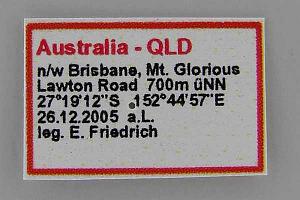 Australia - QLD
n/w Brisbane, Mt. Glorious
Lawton Road 700m üNN
27°19'12''S 152°44'57''E
26.12.2005 a.L.
leg. E. Friedrich